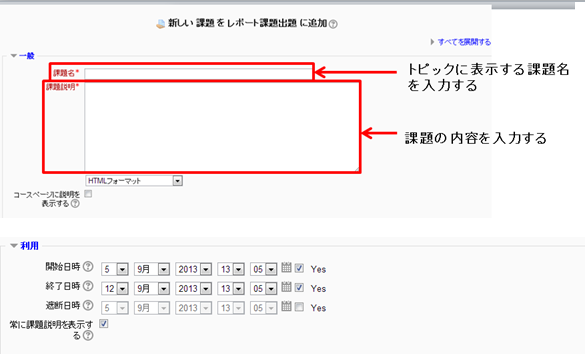 新しい 課題 を レポート課題出題 に追加
すべてを展開する
一般
課題名*
課題説明*
トピックに表示する課題名
を入力する
課題の内容を入力する
HTMLフォーマット
コースページに説明を
表示する
利用
開始日時 5 9月 2013 13 05 Yes
終了日時 12 9月 2013 13 05 Yes
遮断日時 5 9月 2013 13 05 Yes
常に課題説明を表示す
る